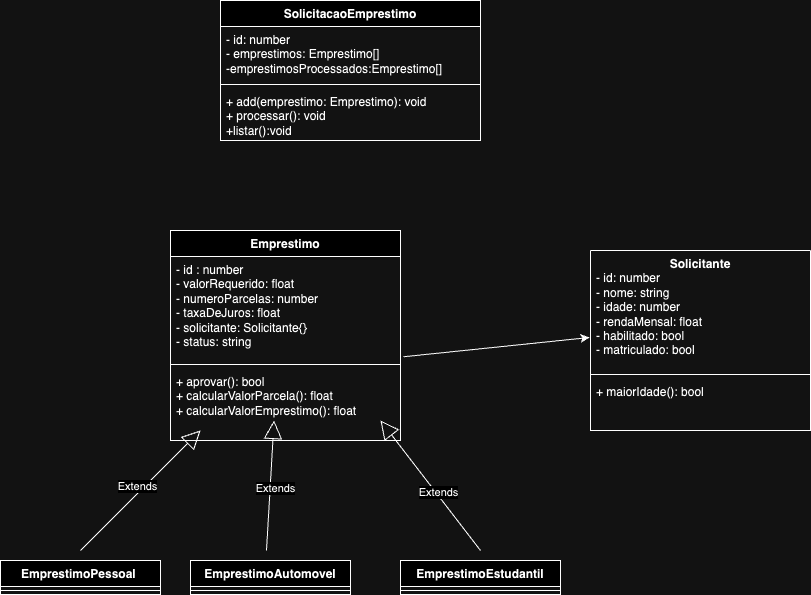 SolicitacaoEmprestimo
- id: number
- emprestimos: Emprestimo[]
-emprestimosProcessados:Emprestimo[]
+ add(emprestimo: Emprestimo): void
+ processar(): void
+listar():void
Emprestimo
- id : number
- valorRequerido: float
- numeroParcelas: number
- taxaDeJuros: float
- solicitante: Solicitante{}
- status: string
+ aprovar(): bool
+ calcularValorParcela(): float
+ calcularValorEmprestimo(): float
Solicitante
- id: number
- nome: string
- idade: number
- rendaMensal: float
- habilitado: bool
- matriculado: bool
+ maiorIdade(): bool
Extends
Extends
Extends
EmprestimoPessoal
EmprestimoAutomovel
EmprestimoEstudantil